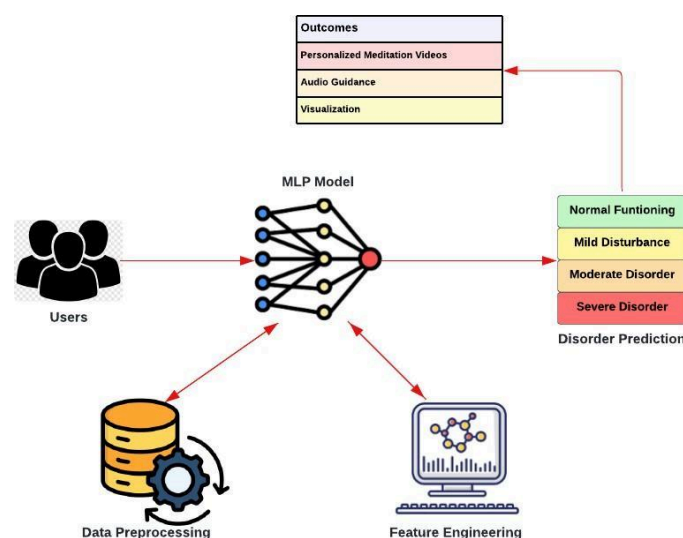 Outcomes
Personalized Meditation Videos
Audio Guidance
Visualization
MLP Model
Normal Funtioning
Mild Disturbance
Moderate Disorder
Severe Disorder
Users
Disorder Prediction
Data Preprocessing
Feature Engineering